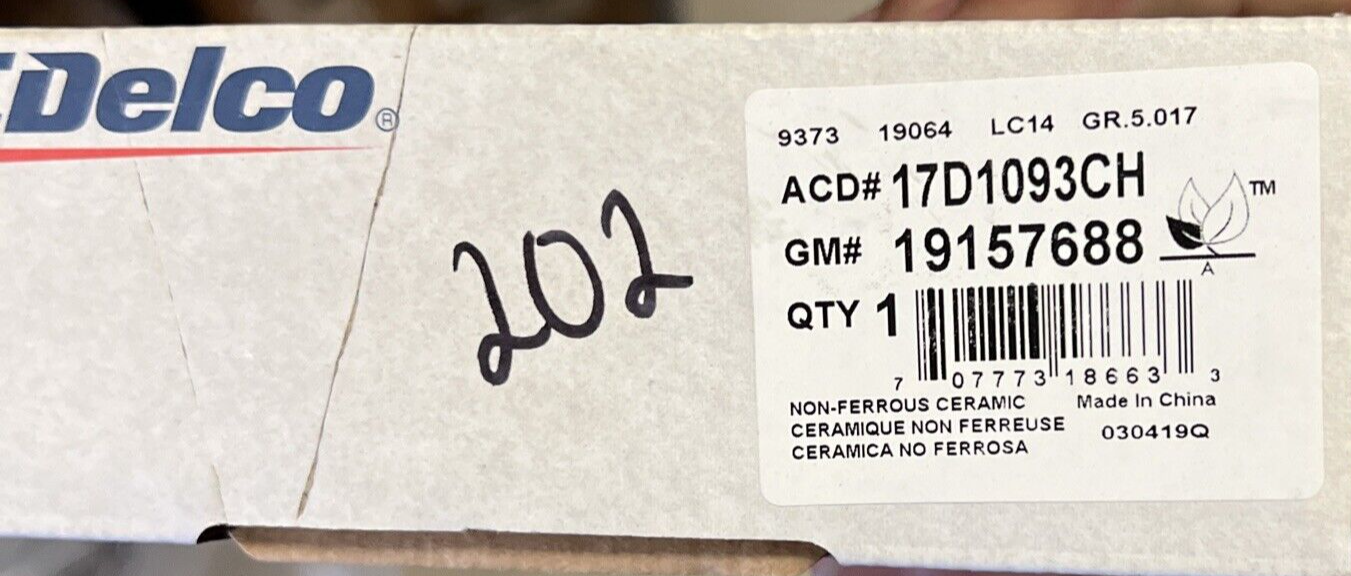 Delco®
202
9373 19064 LC14 GR.5.017
ACD# 17D1093CH
GM# 19157688
TM
A
QTY 1
7 07773 18663 3
NON-FERROUS CERAMIC Made In China
CERAMIQUE NON FERREUSE 030419Q
CERAMICA NO FERROSA